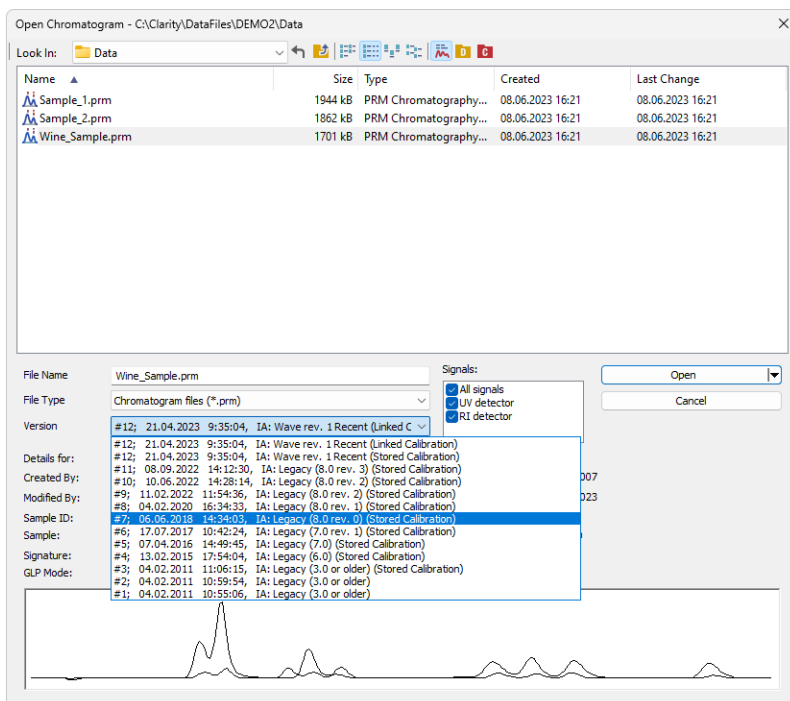 Open Chromatogram - C:\Clarity\DataFiles\DEMO2\Data
Look In: Data
Name Size Type Created Last Change
Sample_1.prm 1944 kB PRM Chromatography... 08.06.2023 16:21 08.06.2023 16:21
Sample_2.prm 1862 kB PRM Chromatography... 08.06.2023 16:21 08.06.2023 16:21
Wine_Sample.prm 1701 kB PRM Chromatography... 08.06.2023 16:21 08.06.2023 16:21
File Name Wine_Sample.prm
File Type Chromatogram files (*.prm)
Version #12; 21.04.2023 9:35:04, IA: Wave rev. 1 Recent (Linked C
Signals:
All signals
UV detector
RI detector
Open
Cancel
#12; 21.04.2023 9:35:04, IA: Wave rev. 1 Recent (Linked Calibration)
#12; 21.04.2023 9:35:04, IA: Wave rev. 1 Recent (Stored Calibration)
#11; 08.09.2022 14:12:30, IA: Legacy (8.0 rev. 3) (Stored Calibration)
#10; 10.06.2022 14:28:14, IA: Legacy (8.0 rev. 2) (Stored Calibration)
#9; 11.02.2022 11:54:36, IA: Legacy (8.0 rev. 2) (Stored Calibration)
#8; 04.02.2020 16:34:33, IA: Legacy (8.0 rev. 1) (Stored Calibration)
#7; 06.06.2018 14:34:03, IA: Legacy (8.0 rev. 0) (Stored Calibration)
#6; 17.07.2017 10:42:24, IA: Legacy (7.0 rev. 1) (Stored Calibration)
#5; 07.04.2016 14:49:45, IA: Legacy (7.0) (Stored Calibration)
#4; 13.02.2015 17:54:04, IA: Legacy (6.0) (Stored Calibration)
#3; 04.02.2011 11:06:15, IA: Legacy (3.0 or older) (Stored Calibration)
#2; 04.02.2011 10:59:54, IA: Legacy (3.0 or older)
#1; 04.02.2011 10:55:06, IA: Legacy (3.0 or older)
Details for:
Created By: 007
Modified By: 023
Sample ID:
Sample:
Signature:
GLP Mode: